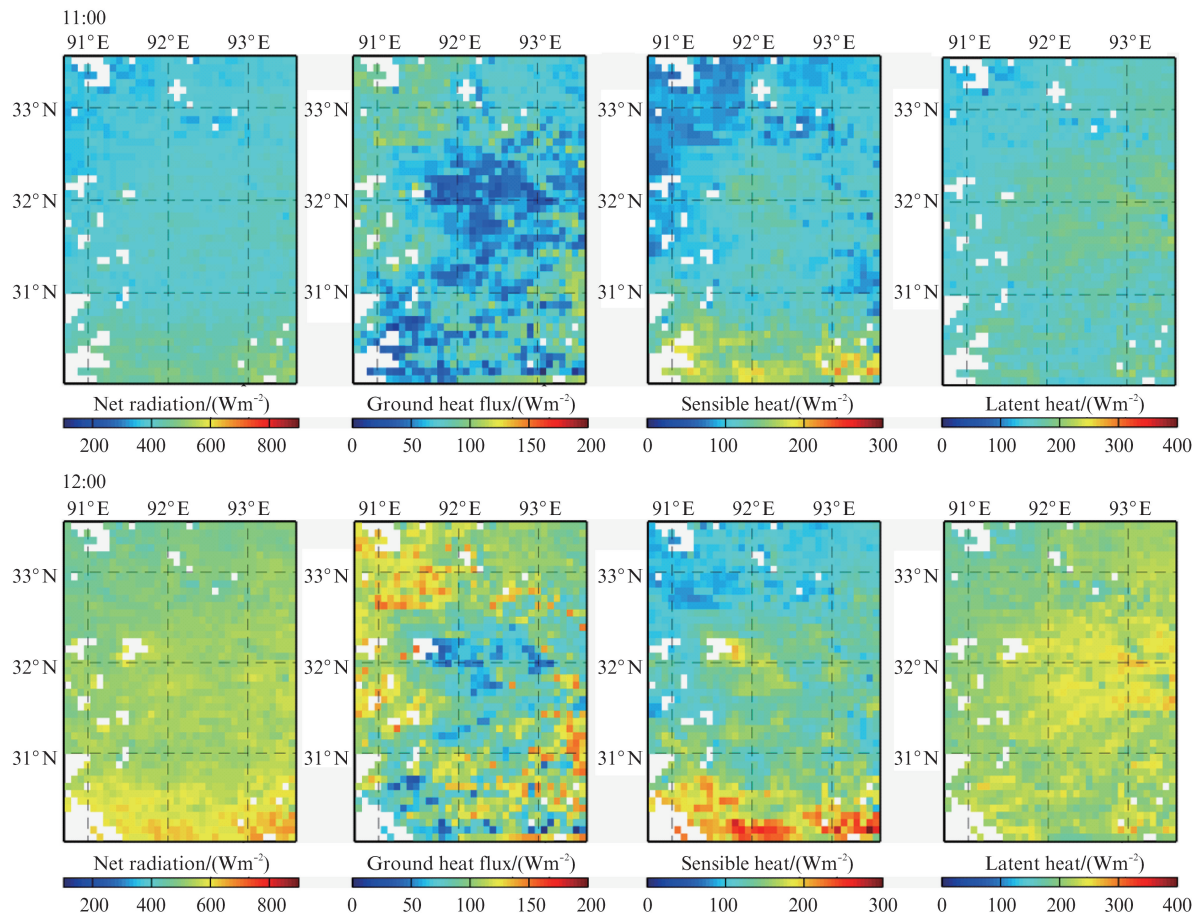 11:00
91°E 92°E 93°E 91°E 92°E 93°E 91°E 92°E 93°E 91°E 92°E 93°E
33°N 33°N 33°N 33°N
32°N 32°N 32°N 32°N
31°N 31°N 31°N 31°N
Net radiation/(Wm⁻²) Ground heat flux/(Wm⁻²) Sensible heat/(Wm⁻²) Latent heat/(Wm⁻²)
200 400 600 800 0 50 100 150 200 0 100 200 300 0 100 200 300 400
12:00
91°E 92°E 93°E 91°E 92°E 93°E 91°E 92°E 93°E 91°E 92°E 93°E
33°N 33°N 33°N 33°N
32°N 32°N 32°N 32°N
31°N 31°N 31°N 31°N
Net radiation/(Wm⁻²) Ground heat flux/(Wm⁻²) Sensible heat/(Wm⁻²) Latent heat/(Wm⁻²)
200 400 600 800 0 50 100 150 200 0 100 200 300 0 100 200 300 400